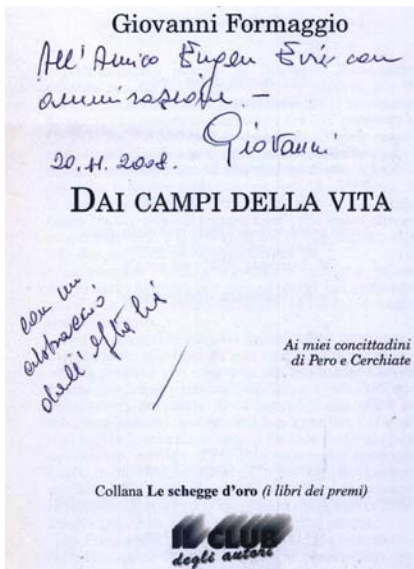 Giovanni Formaggio
All'Amico Eugen Evu con
ammirazione -
Giovanni
20.11.2008.
DAI CAMPI DELLA VITA
con un
abbraccio
dall'Italia
Ai miei concittadini
di Pero e Cerchiate
Collana Le schegge d'oro (i libri dei premi)
IL CLUB
degli autori